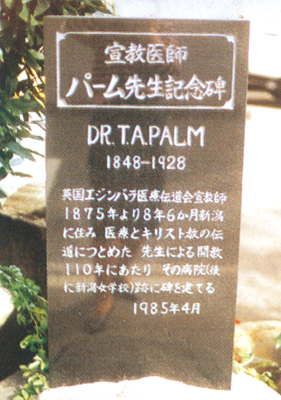 宣教医師
パーム先生記念碑
DR.T.A.PALM
1848-1928
英国エジンバラ医療伝道会宣教師
1875年より8年6か月新潟
に住み 医療とキリスト教の伝
道につとめた 先生による開教
110年にあたり その病院(後
に新潟女学校)跡に碑を建てる
1985年4月